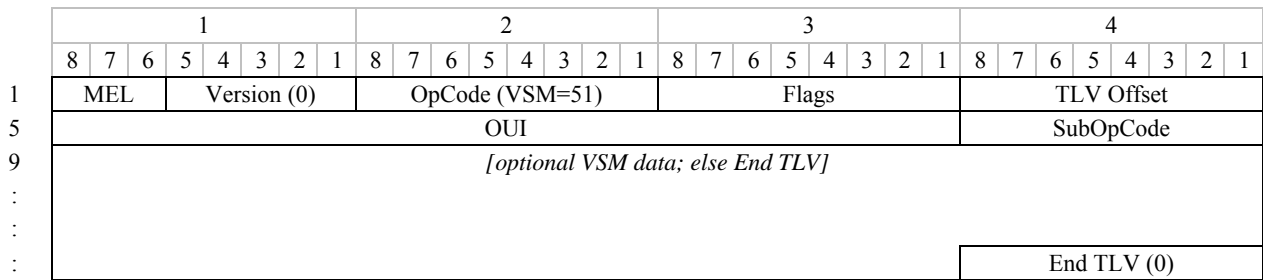 1 2 3 4
8 7 6 5 4 3 2 1 8 7 6 5 4 3 2 1 8 7 6 5 4 3 2 1 8 7 6 5 4 3 2 1
1 MEL Version (0) OpCode (VSM=51) Flags TLV Offset
5 OUI SubOpCode
9 [optional VSM data; else End TLV]
:
:
: End TLV (0)